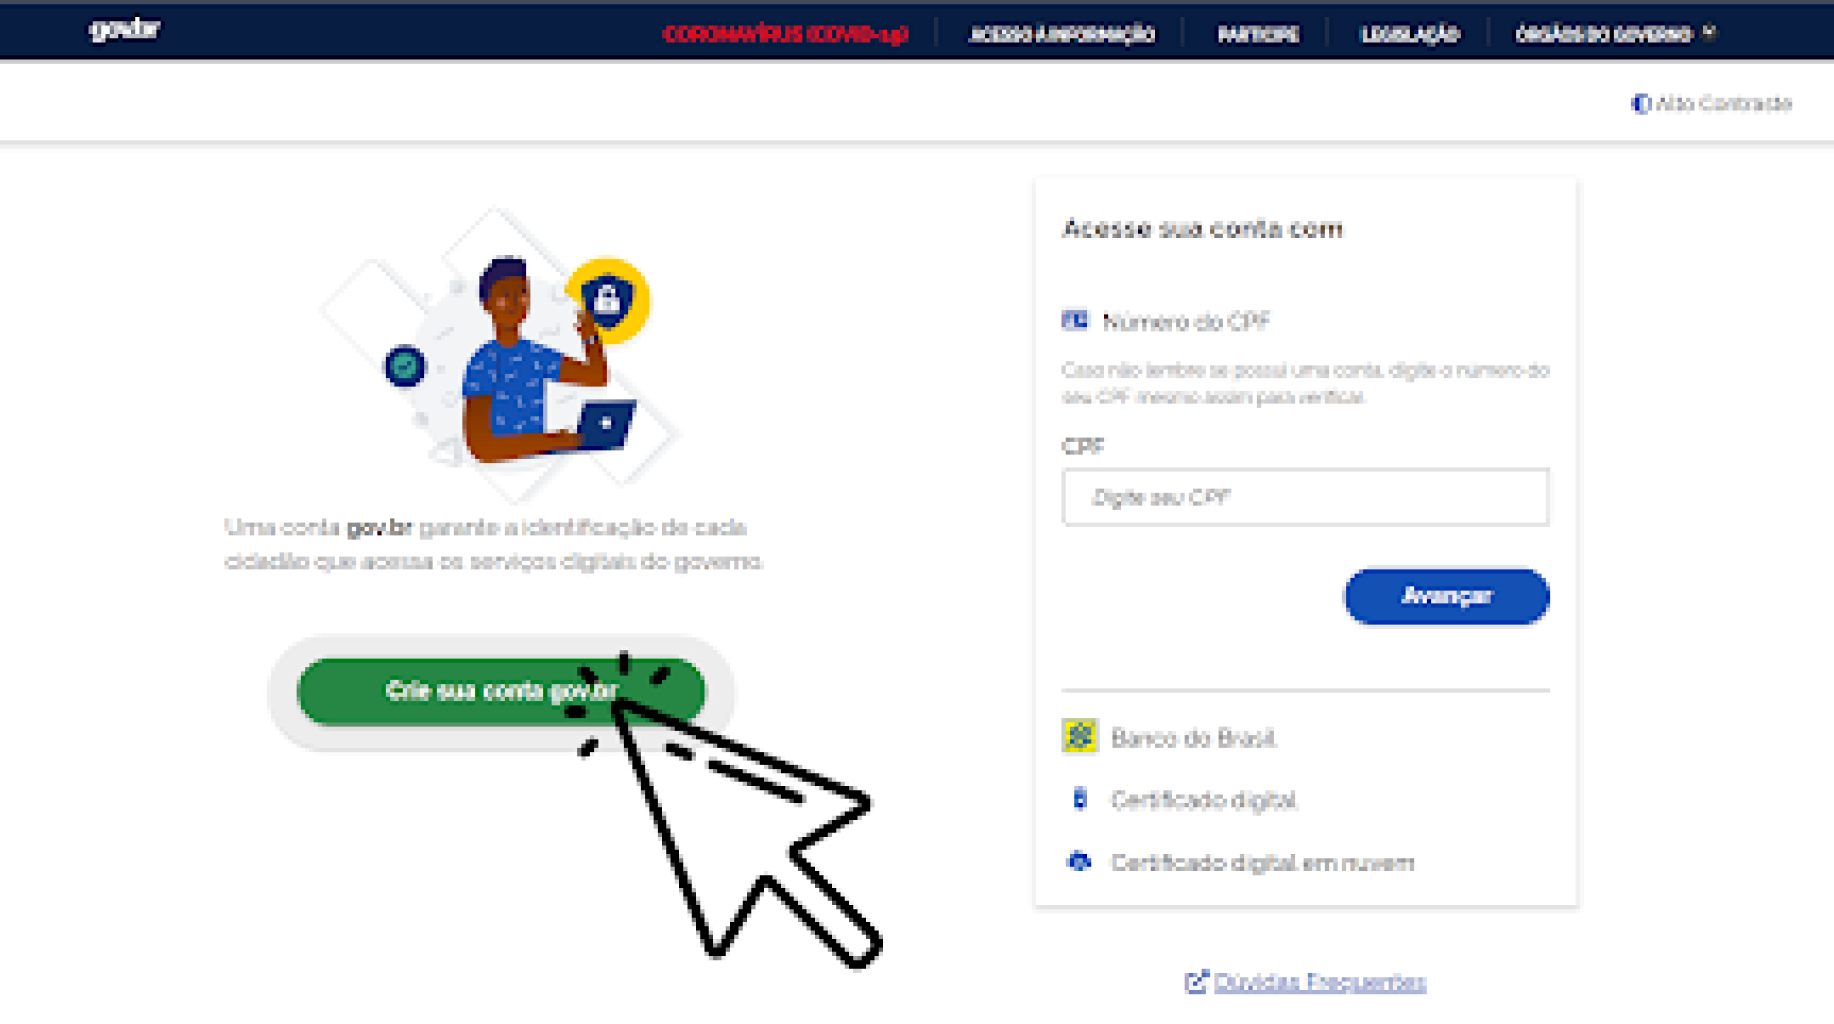 gov.br
CORONAVÍRUS (COVID-19)
ACESSO À INFORMAÇÃO
PARTICIPE
LEGISLAÇÃO
ÓRGÃOS DO GOVERNO
Alto Contraste
Uma conta gov.br garante a identificação de cada
cidadão que acessa os serviços digitais do governo.
Crie sua conta gov.br
Acesse sua conta com
Número do CPF
Caso não lembre se possui uma conta, digite o número do
seu CPF mesmo assim para verificar.
CPF
Digite seu CPF
Avançar
Banco do Brasil
Certificado digital
Certificado digital em nuvem
Dúvidas Frequentes